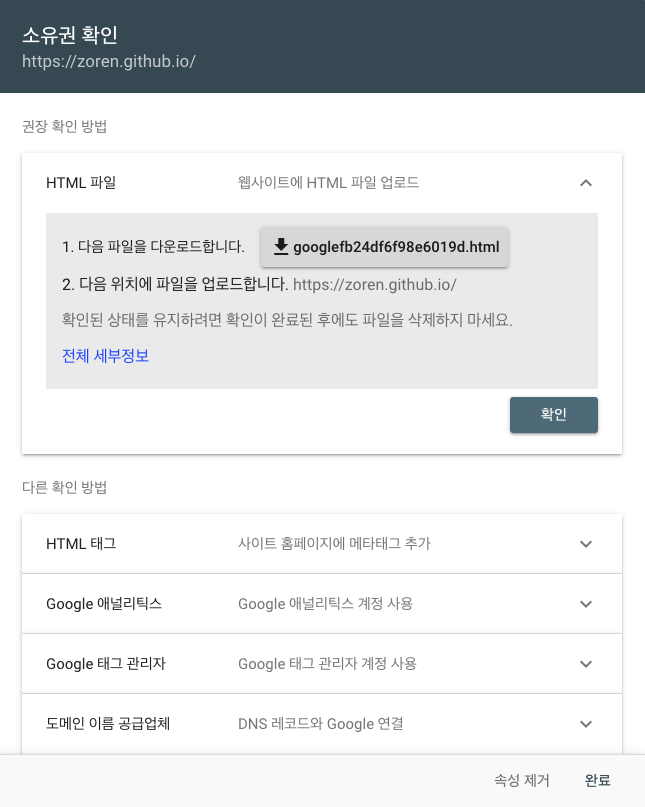 소유권 확인
https://zoren.github.io/
권장 확인 방법
HTML 파일 웹사이트에 HTML 파일 업로드
1. 다음 파일을 다운로드합니다. googlefb24df6f98e6019d.html
2. 다음 위치에 파일을 업로드합니다. https://zoren.github.io/
확인된 상태를 유지하려면 확인이 완료된 후에도 파일을 삭제하지 마세요.
전체 세부정보
확인
다른 확인 방법
HTML 태그 사이트 홈페이지에 메타태그 추가
Google 애널리틱스 Google 애널리틱스 계정 사용
Google 태그 관리자 Google 태그 관리자 계정 사용
도메인 이름 공급업체 DNS 레코드와 Google 연결
속성 제거 완료